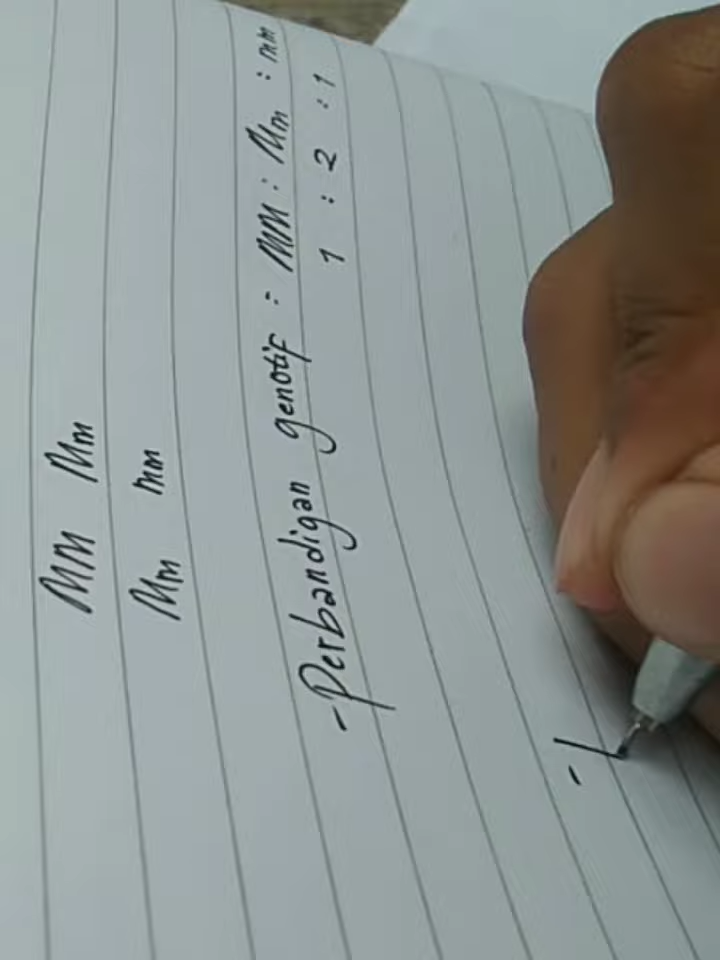 MM Mm
Mm mm
-Perbandigan genotif = MM : Mm : mm
1 : 2 : 1
-